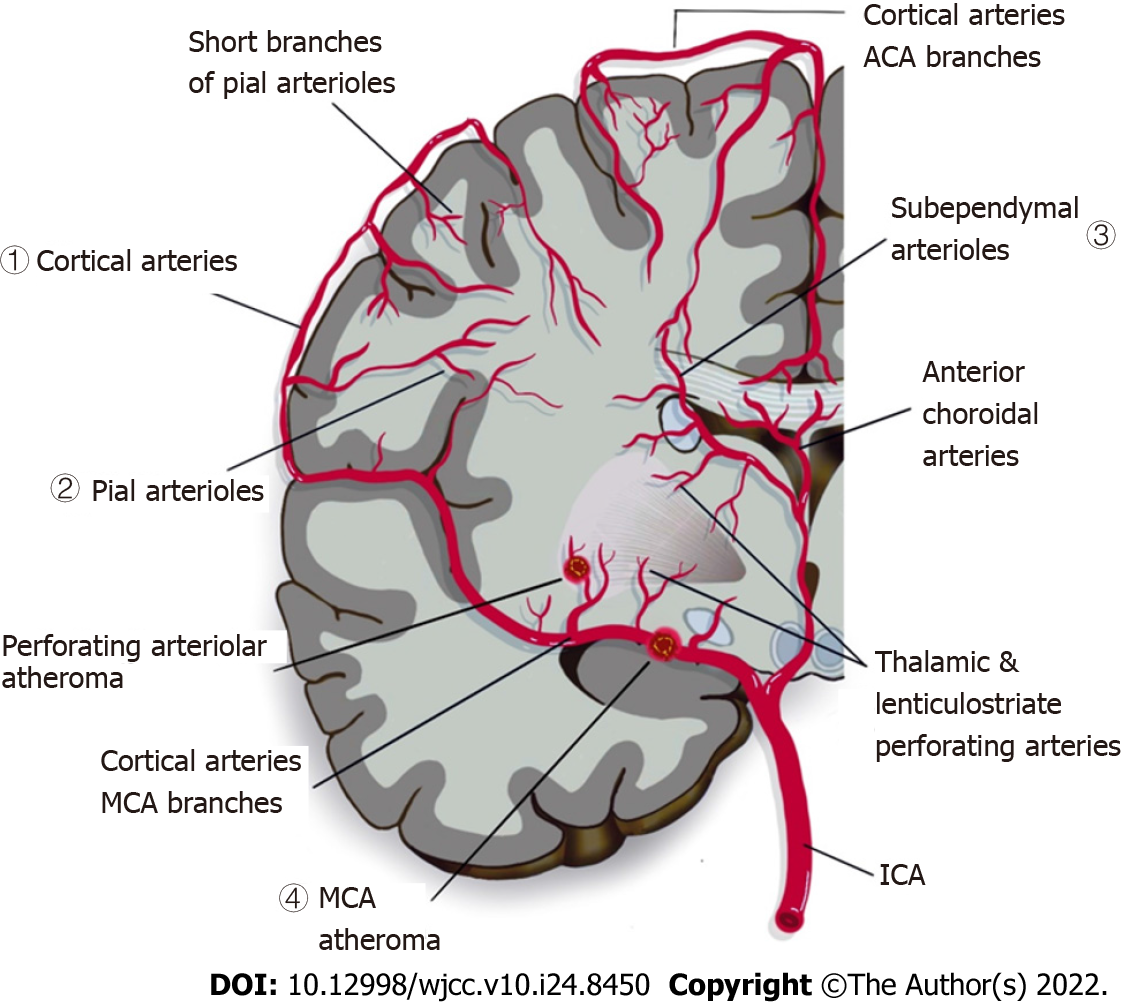 Cortical arteries
ACA branches
Short branches
of pial arterioles
Subependymal
arterioles ③
① Cortical arteries
Anterior
choroidal
arteries
② Pial arterioles
Perforating arteriolar
atheroma
Thalamic &
lenticulostriate
perforating arteries
Cortical arteries
MCA branches
ICA
④ MCA
atheroma
DOI: 10.12998/wjcc.v10.i24.8450 Copyright ©The Author(s) 2022.